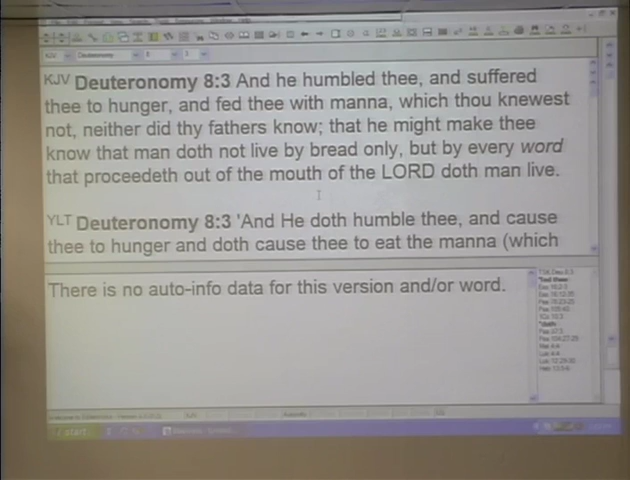 KJV Deuteronomy 8:3 And he humbled thee, and suffered
thee to hunger, and fed thee with manna, which thou knewest
not, neither did thy fathers know; that he might make thee
know that man doth not live by bread only, but by every word
that proceedeth out of the mouth of the LORD doth man live.
YLT Deuteronomy 8:3 'And He doth humble thee, and cause
thee to hunger and doth cause thee to eat the manna (which
There is no auto-info data for this version and/or word.